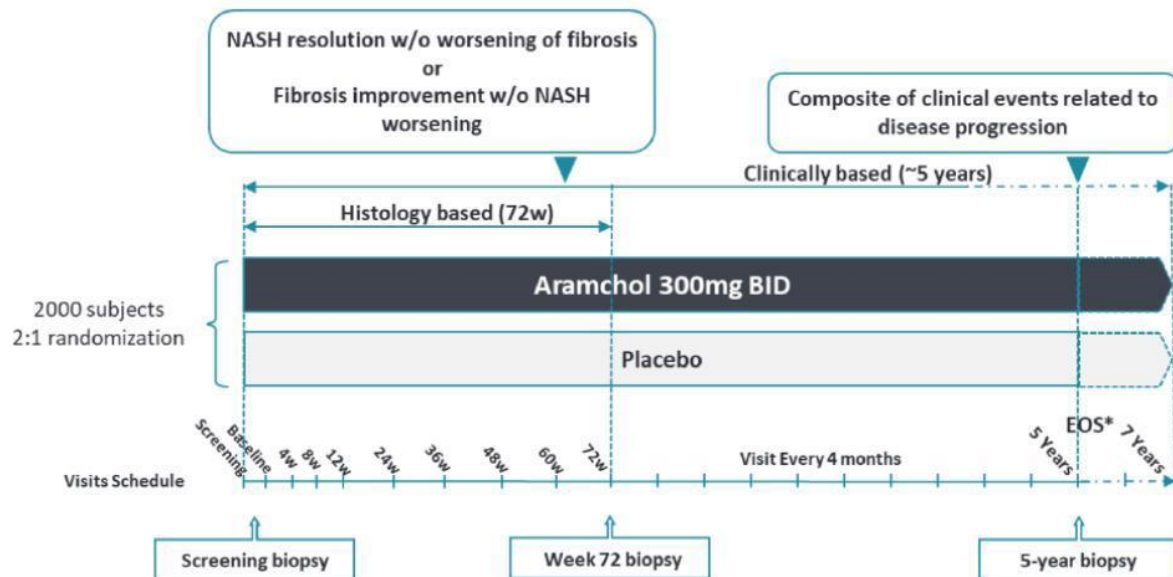 NASH resolution w/o worsening of fibrosis
or
Fibrosis improvement w/o NASH
worsening
Composite of clinical events related to
disease progression
Clinically based (~5 years)
Histology based (72w)
2000 subjects
2:1 randomization
Aramchol 300mg BID
Placebo
Visits Schedule
Screening
Baseline
4w
8w
12w
24w
36w
48w
60w
72w
Visit Every 4 months
5 Years
EOS*
7 Years
Screening biopsy
Week 72 biopsy
5-year biopsy